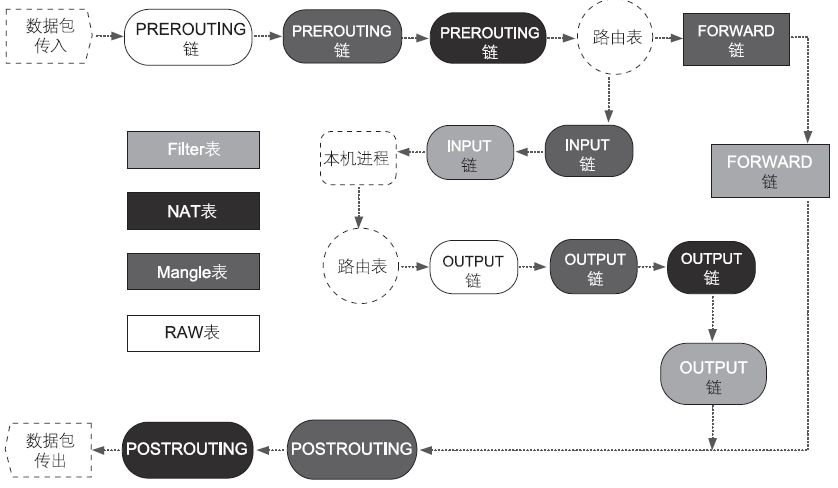 数据包
传入
PREROUTING
链
PREROUTING
链
PREROUTING
链
路由表
FORWARD
链
Filter表
本机进程
INPUT
链
INPUT
链
FORWARD
链
NAT表
Mangle表
路由表
OUTPUT
链
OUTPUT
链
OUTPUT
链
RAW表
OUTPUT
链
数据包
传出
POSTROUTING
POSTROUTING